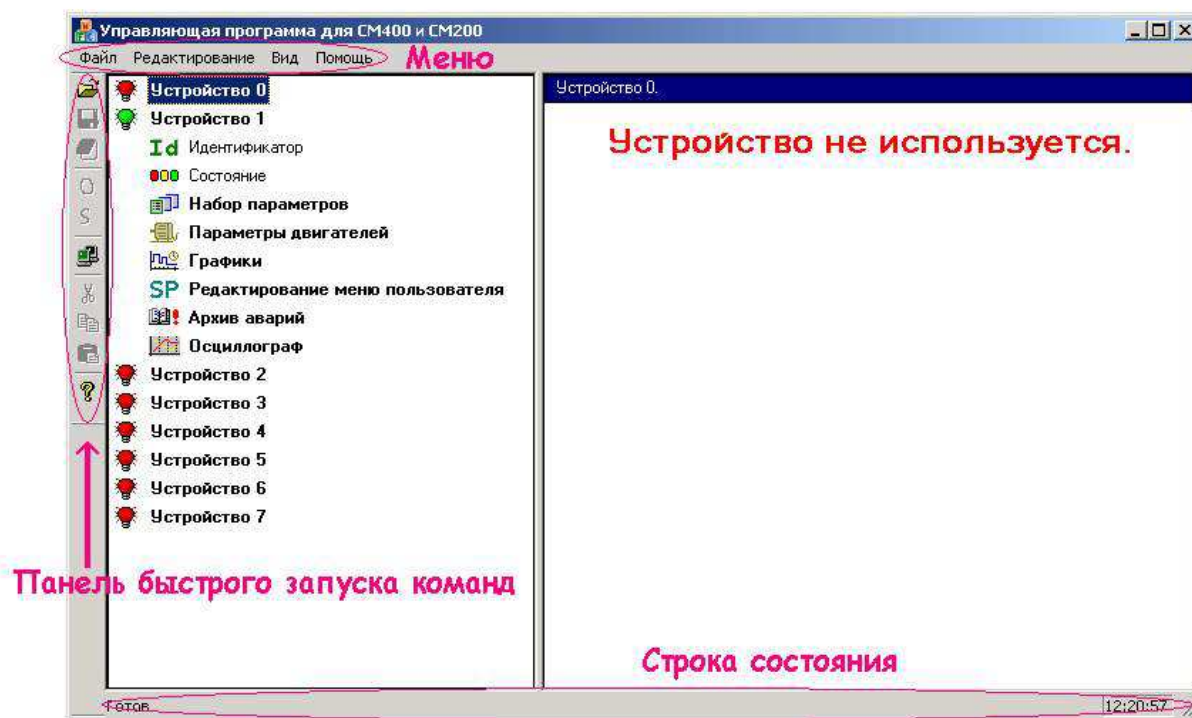 Управляющая программа для СМ400 и СМ200
Файл Редактирование Вид Помощь Меню
Устройство 0
Устройство 1
Id Идентификатор
Состояние
Набор параметров
Параметры двигателей
Графики
SP Редактирование меню пользователя
Архив аварий
Осциллограф
Устройство 2
Устройство 3
Устройство 4
Устройство 5
Устройство 6
Устройство 7
Устройство 0.
Устройство не используется.
Панель быстрого запуска команд
Строка состояния
Готов
12:20:57